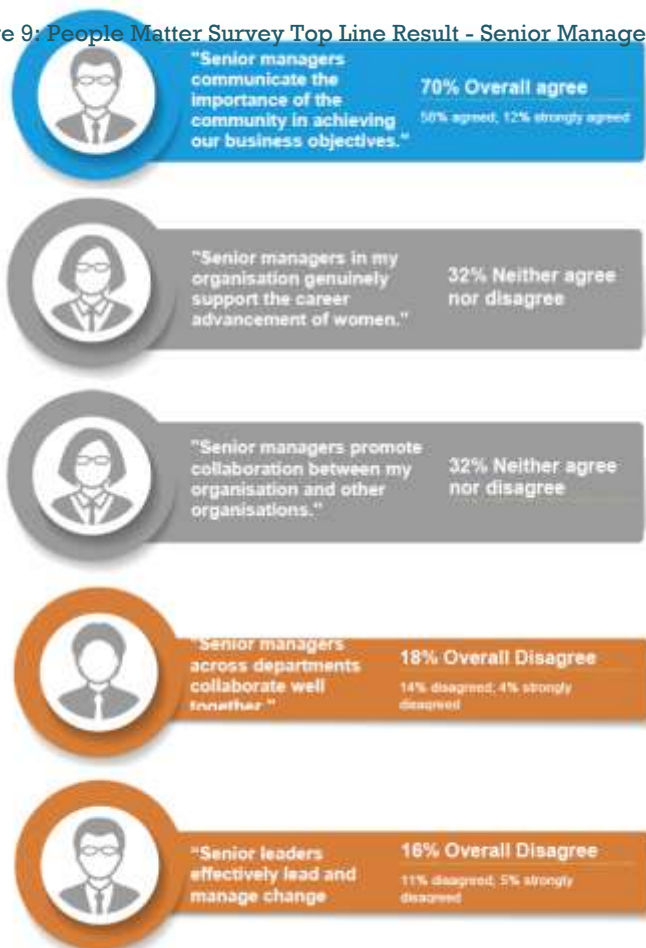 e 9: People Matter Survey Top Line Result - Senior Manage
"Senior managers
communicate the
importance of the
community in achieving
our business objectives."
70% Overall agree
58% agreed; 12% strongly agreed
"Senior managers in my
organisation genuinely
support the career
advancement of women."
32% Neither agree
nor disagree
"Senior managers promote
collaboration between my
organisation and other
organisations."
32% Neither agree
nor disagree
"Senior managers
across departments
collaborate well
together."
18% Overall Disagree
14% disagreed; 4% strongly
disagreed
"Senior leaders
effectively lead and
manage change
16% Overall Disagree
11% disagreed; 5% strongly
disagreed